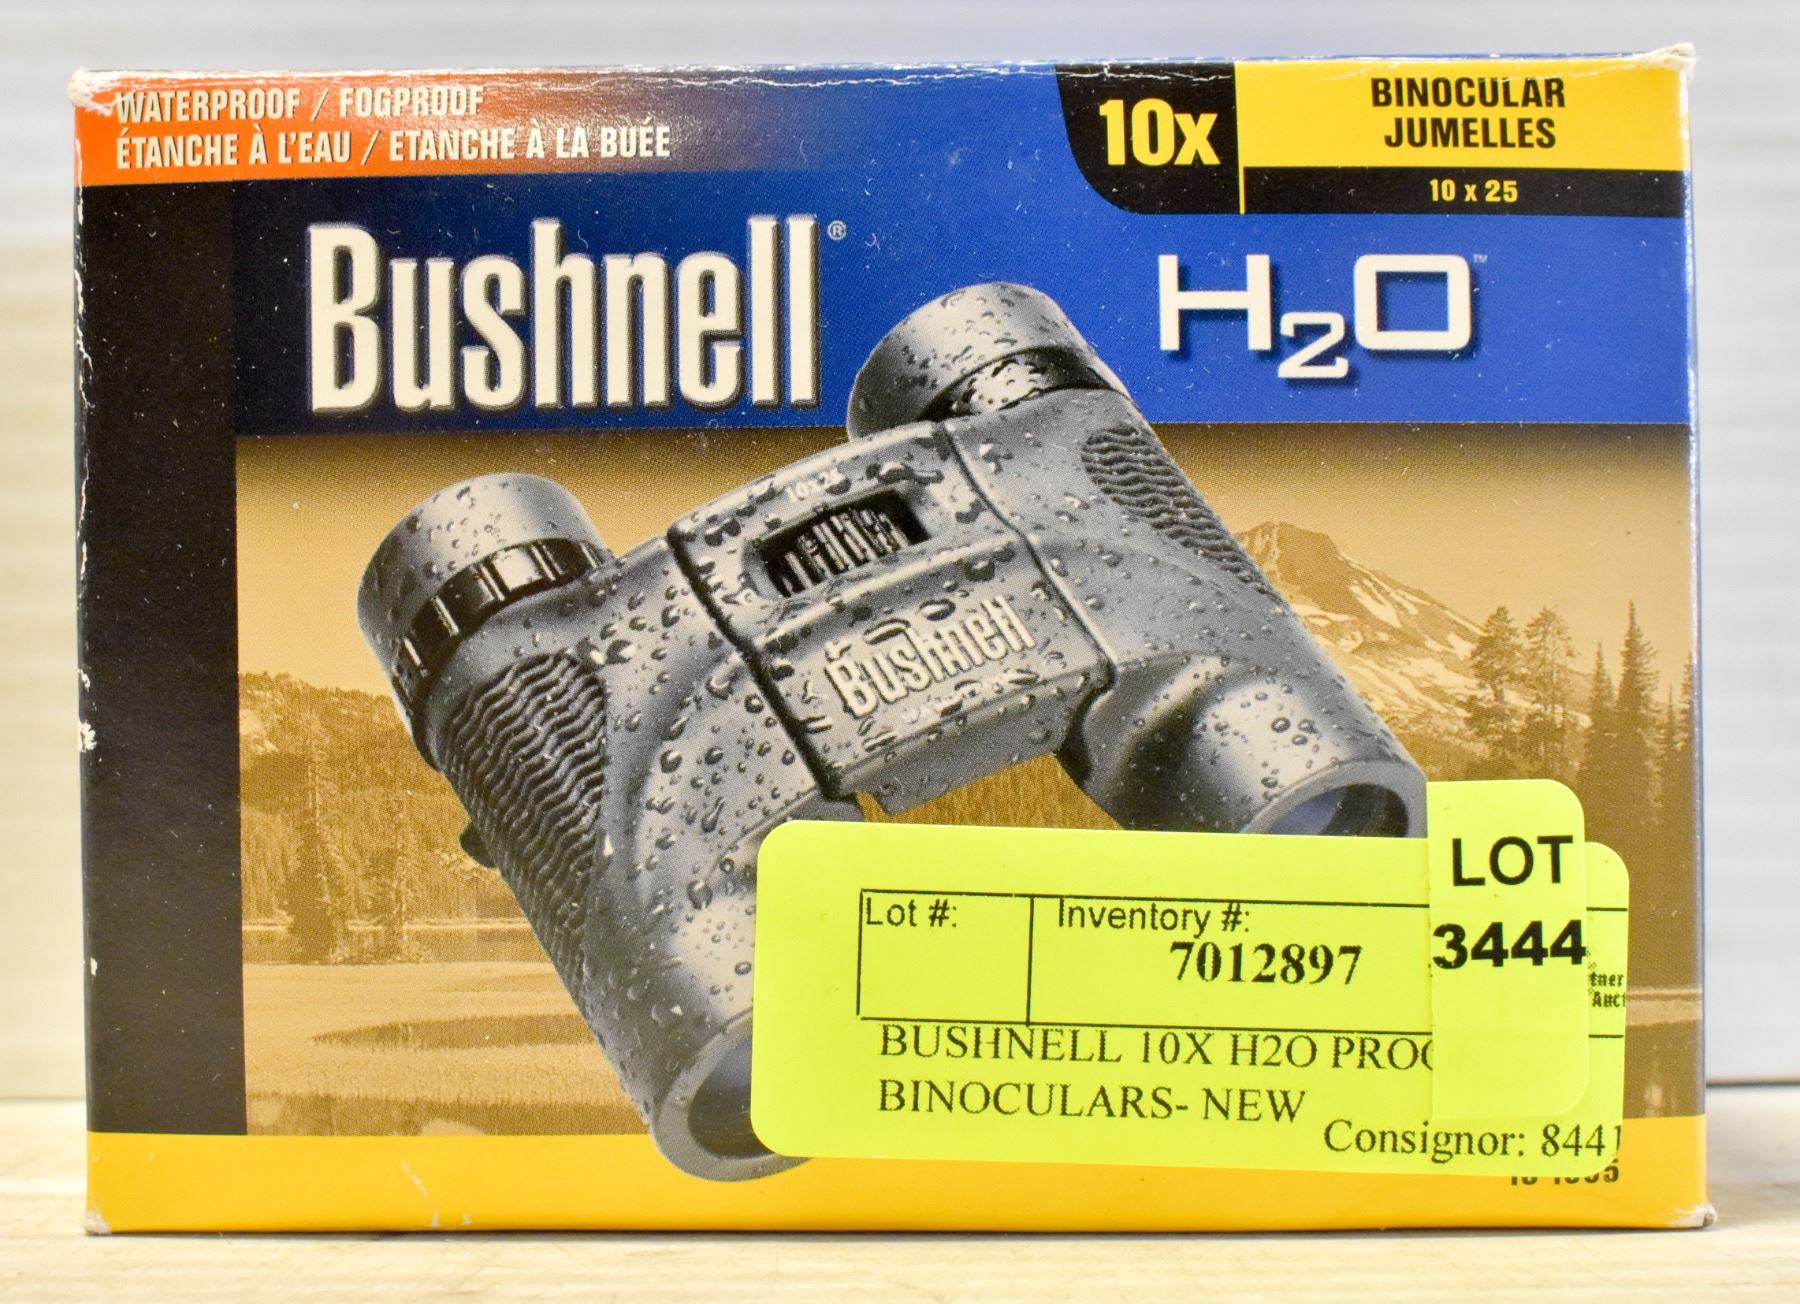 WATERPROOF / FOGPROOF
ÉTANCHE À L'EAU / ETANCHE À LA BUÉE
10x
BINOCULAR
JUMELLES
10 x 25
Bushnell®
H2O™
10x25
Bushnell
LOT
3444
Lot #:
Inventory #:
7012897
BUSHNELL 10X H2O PROO
BINOCULARS- NEW
Consignor: 8441